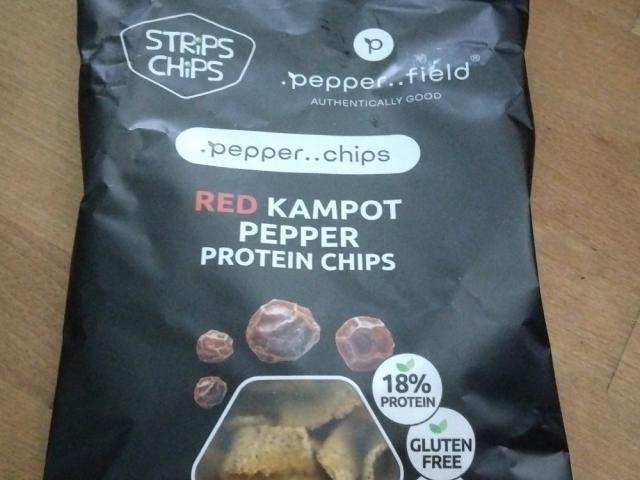 STRiPS
CHiPS
p
.pepper..field®
AUTHENTICALLY GOOD
.pepper..chips
RED KAMPOT
PEPPER
PROTEIN CHIPS
18%
PROTEIN
GLUTEN
FREE